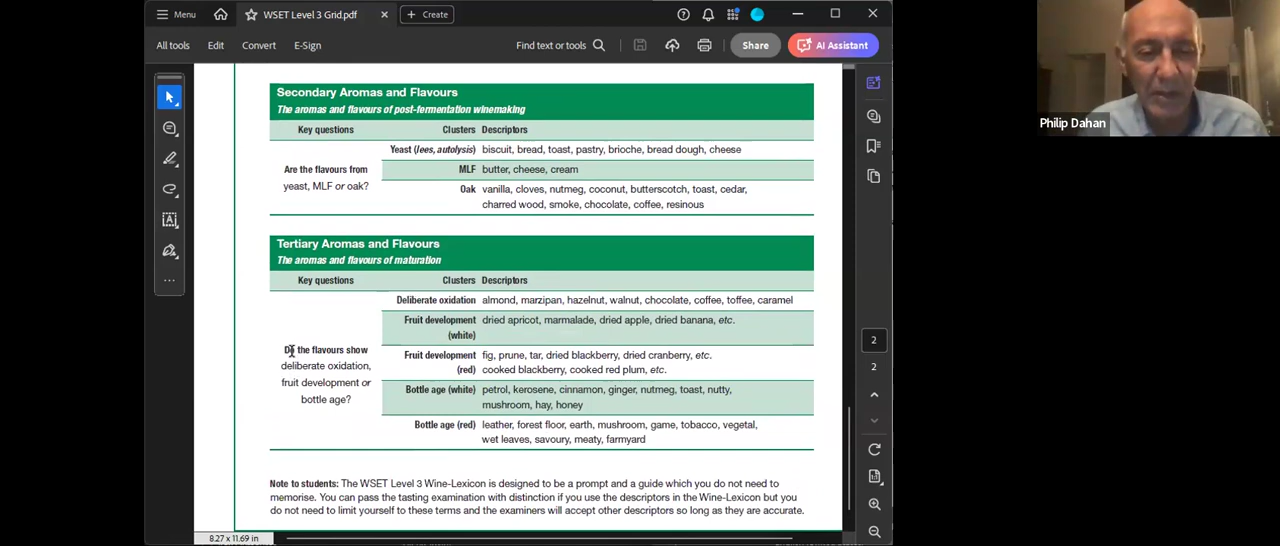 Menu
WSET Level 3 Grid.pdf
Create
All tools
Edit
Convert
E-Sign
Find text or tools
Share
AI Assistant
Philip Dahan
Secondary Aromas and Flavours
The aromas and flavours of post-fermentation winemaking
Key questions Clusters Descriptors
Are the flavours from
yeast, MLF or oak?
Yeast (lees, autolysis) biscuit, bread, toast, pastry, brioche, bread dough, cheese
MLF butter, cheese, cream
Oak vanilla, cloves, nutmeg, coconut, butterscotch, toast, cedar,
charred wood, smoke, chocolate, coffee, resinous
Tertiary Aromas and Flavours
The aromas and flavours of maturation
Key questions Clusters Descriptors
Do the flavours show
deliberate oxidation,
fruit development or
bottle age?
Deliberate oxidation almond, marzipan, hazelnut, walnut, chocolate, coffee, toffee, caramel
Fruit development dried apricot, marmalade, dried apple, dried banana, etc.
(white)
Fruit development fig, prune, tar, dried blackberry, dried cranberry, etc.
(red) cooked blackberry, cooked red plum, etc.
Bottle age (white) petrol, kerosene, cinnamon, ginger, nutmeg, toast, nutty,
mushroom, hay, honey
Bottle age (red) leather, forest floor, earth, mushroom, game, tobacco, vegetal,
wet leaves, savoury, meaty, farmyard
Note to students: The WSET Level 3 Wine-Lexicon is designed to be a prompt and a guide which you do not need to
memorise. You can pass the tasting examination with distinction if you use the descriptors in the Wine-Lexicon but you
do not need to limit yourself to these terms and the examiners will accept other descriptors so long as they are accurate.
2
2
8.27 x 11.69 in